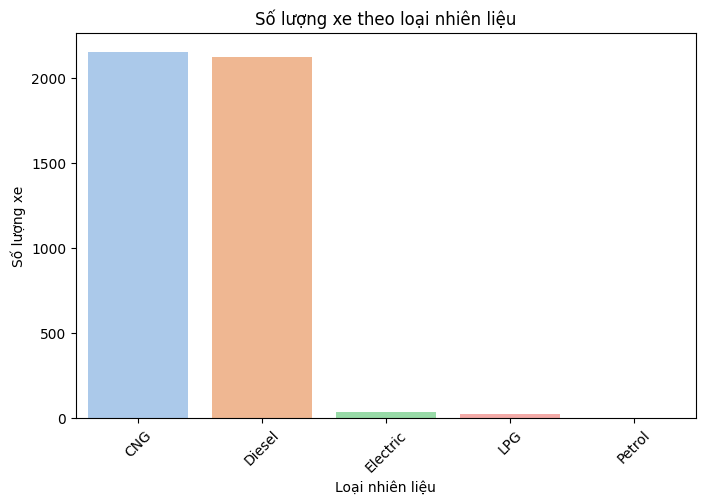 Số lượng xe theo loại nhiên liệu
Số lượng xe
2000
1500
1000
500
0
CNG
Diesel
Electric
LPG
Petrol
Loại nhiên liệu